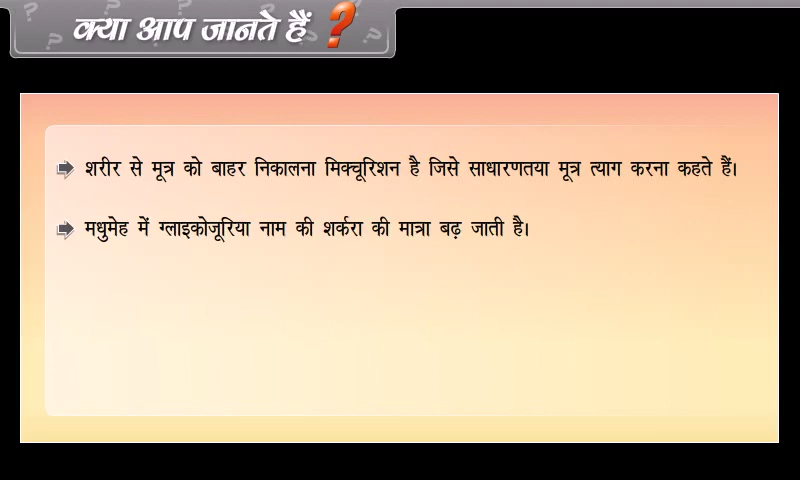 क्या आप जानते हैं ?
शरीर से मूत्र को बाहर निकालना मिक्चूरिशन है जिसे साधारणतया मूत्र त्याग करना कहते हैं।
मधुमेह में ग्लाइकोजूरिया नाम की शर्करा की मात्रा बढ़ जाती है।